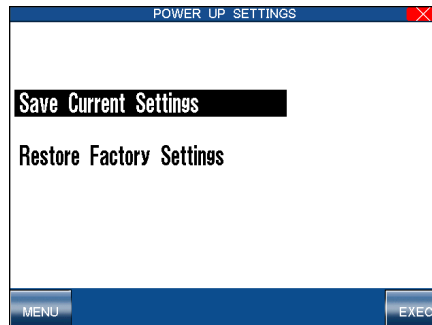 POWER UP SETTINGS
Save Current Settings
Restore Factory Settings
MENU
EXEC